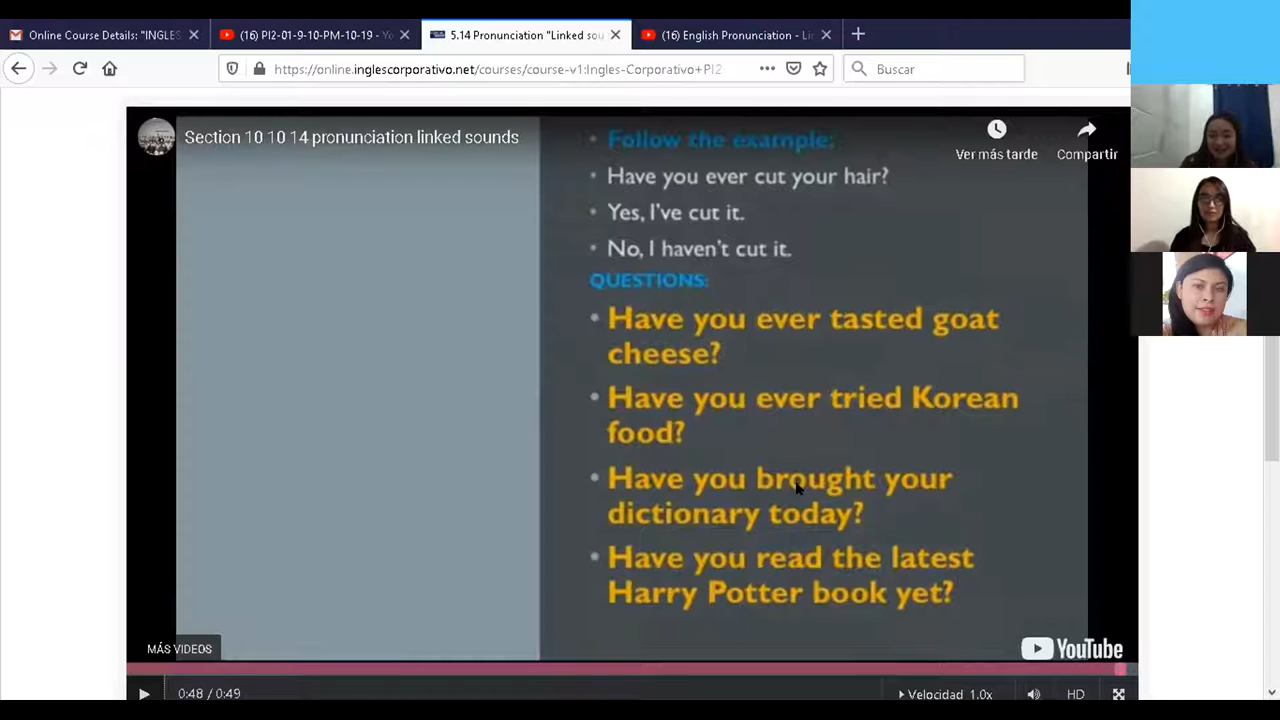 Online Course Details: "INGLES
(16) PI2-01-9-10-PM-10-19 - Yo
5.14 Pronunciation "Linked sou
(16) English Pronunciation - Li
https://online.inglescorporativo.net/courses/course-v1:Ingles-Corporativo+PI2
Buscar
Section 10 10 14 pronunciation linked sounds
Ver más tarde
Compartir
• Follow the example:
• Have you ever cut your hair?
• Yes, I've cut it.
• No, I haven't cut it.
QUESTIONS:
• Have you ever tasted goat
cheese?
• Have you ever tried Korean
food?
• Have you brought your
dictionary today?
• Have you read the latest
Harry Potter book yet?
MÁS VIDEOS
YouTube
0:48 / 0:49
Velocidad 1.0x
HD